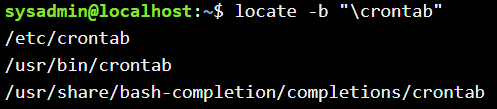 sysadmin@localhost:~$ locate -b "\crontab"
/etc/crontab
/usr/bin/crontab
/usr/share/bash-completion/completions/crontab